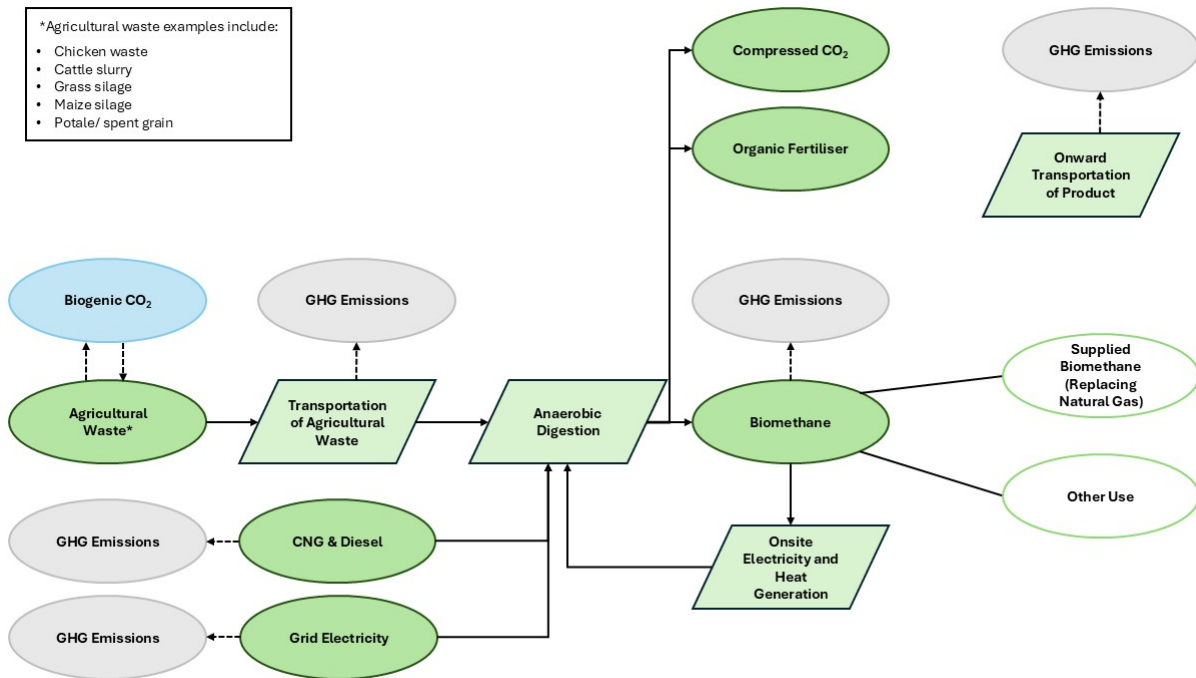 *Agricultural waste examples include:
• Chicken waste
• Cattle slurry
• Grass silage
• Maize silage
• Potale/ spent grain
Compressed CO₂
GHG Emissions
Organic Fertiliser
Onward
Transportation
of Product
Biogenic CO₂
GHG Emissions
GHG Emissions
Supplied
Biomethane
(Replacing
Natural Gas)
Agricultural
Waste*
Transportation
of Agricultural
Waste
Anaerobic
Digestion
Biomethane
Other Use
GHG Emissions
CNG & Diesel
Onsite
Electricity and
Heat
Generation
GHG Emissions
Grid Electricity